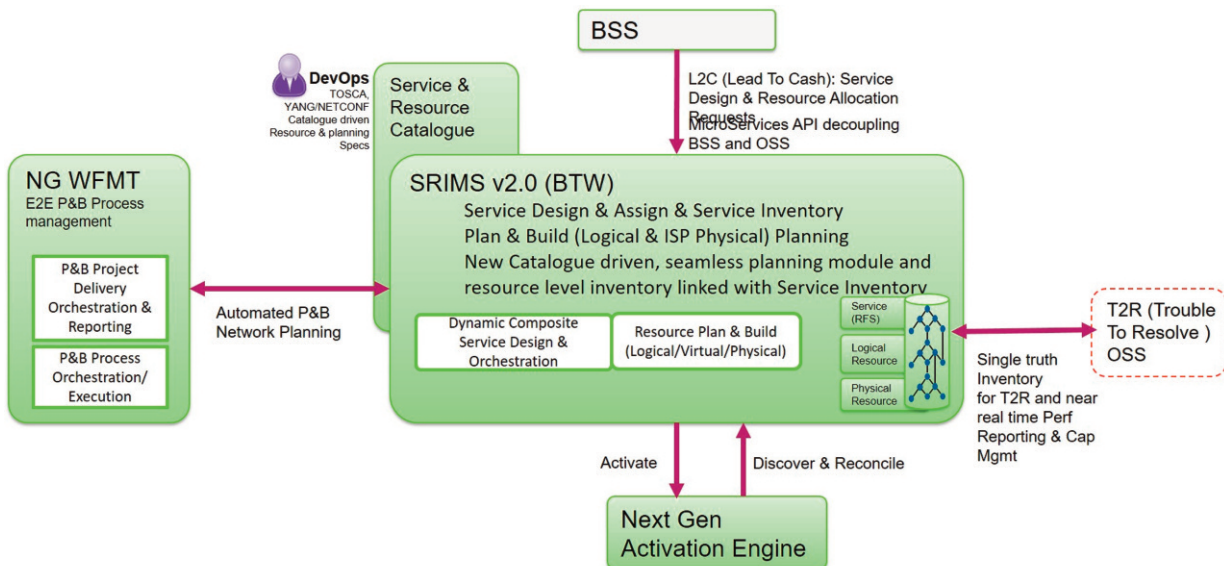 BSS
L2C (Lead To Cash): Service
Design & Resource Allocation
Requests
MicroServices API decoupling
BSS and OSS
DevOps
TOSCA,
YANG/NETCONF
Catalogue driven
Resource & planning
Specs
Service &
Resource
Catalogue
NG WFMT
E2E P&B Process
management
P&B Project
Delivery
Orchestration &
Reporting
P&B Process
Orchestration/
Execution
Automated P&B
Network Planning
SRIMS v2.0 (BTW)
Service Design & Assign & Service Inventory
Plan & Build (Logical & ISP Physical) Planning
New Catalogue driven, seamless planning module and
resource level inventory linked with Service Inventory
Dynamic Composite
Service Design &
Orchestration
Resource Plan & Build
(Logical/Virtual/Physical)
Service
(RFS)
Logical
Resource
Physical
Resource
T2R (Trouble
To Resolve )
OSS
Single truth
Inventory
for T2R and near
real time Perf
Reporting & Cap
Mgmt
Activate
Discover & Reconcile
Next Gen
Activation Engine